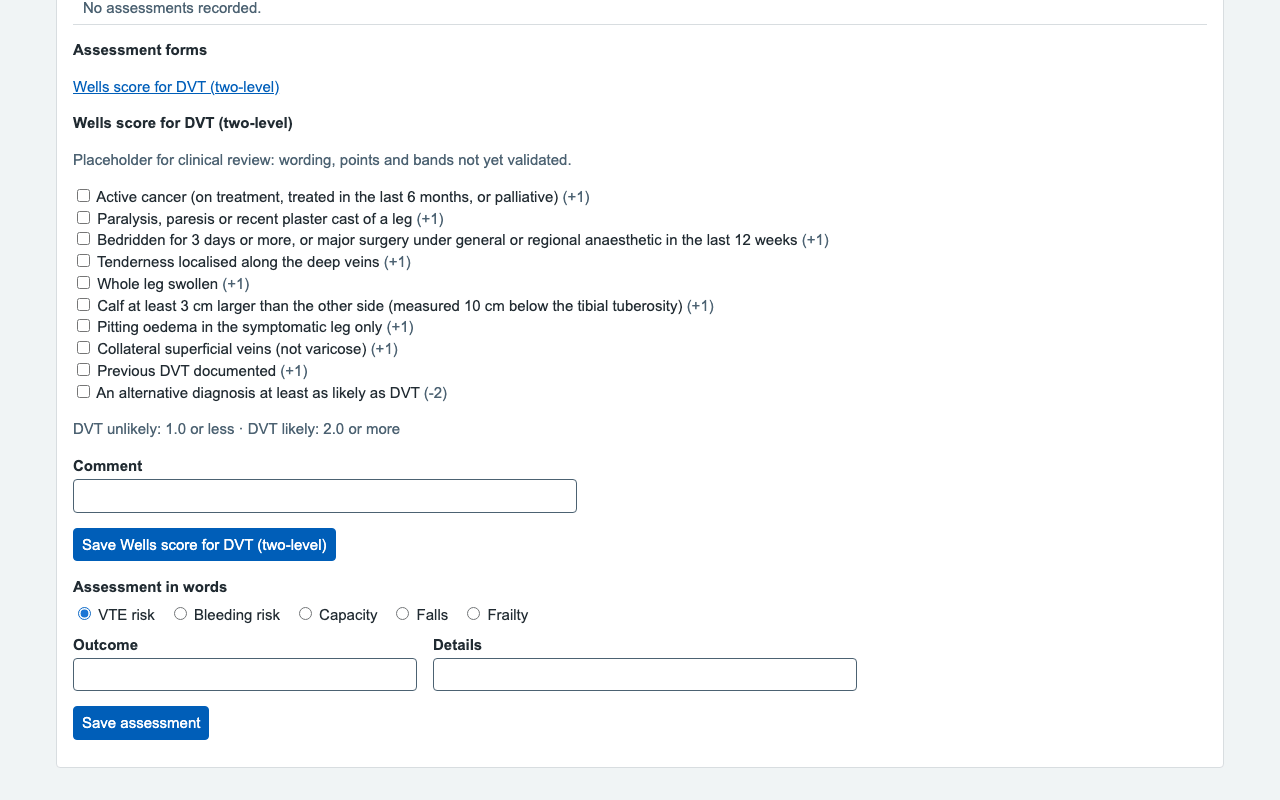 No assessments recorded.
Assessment forms
Wells score for DVT (two-level)
Wells score for DVT (two-level)
Placeholder for clinical review: wording, points and bands not yet validated.
Active cancer (on treatment, treated in the last 6 months, or palliative) (+1)
Paralysis, paresis or recent plaster cast of a leg (+1)
Bedridden for 3 days or more, or major surgery under general or regional anaesthetic in the last 12 weeks (+1)
Tenderness localised along the deep veins (+1)
Whole leg swollen (+1)
Calf at least 3 cm larger than the other side (measured 10 cm below the tibial tuberosity) (+1)
Pitting oedema in the symptomatic leg only (+1)
Collateral superficial veins (not varicose) (+1)
Previous DVT documented (+1)
An alternative diagnosis at least as likely as DVT (-2)
DVT unlikely: 1.0 or less · DVT likely: 2.0 or more
Comment
Save Wells score for DVT (two-level)
Assessment in words
VTE risk Bleeding risk Capacity Falls Frailty
Outcome Details
Save assessment